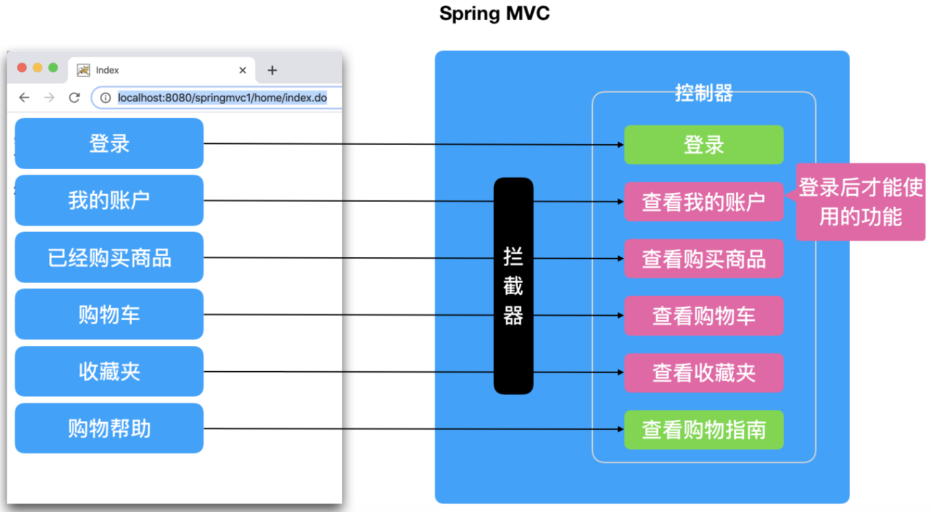 Spring MVC
Index
localhost:8080/springmvc1/home/index.do
控制器
登录
登录
我的账户
查看我的账户
登录后才能使
用的功能
已经购买商品
拦
截
器
查看购买商品
购物车
查看购物车
收藏夹
查看收藏夹
购物帮助
查看购物指南